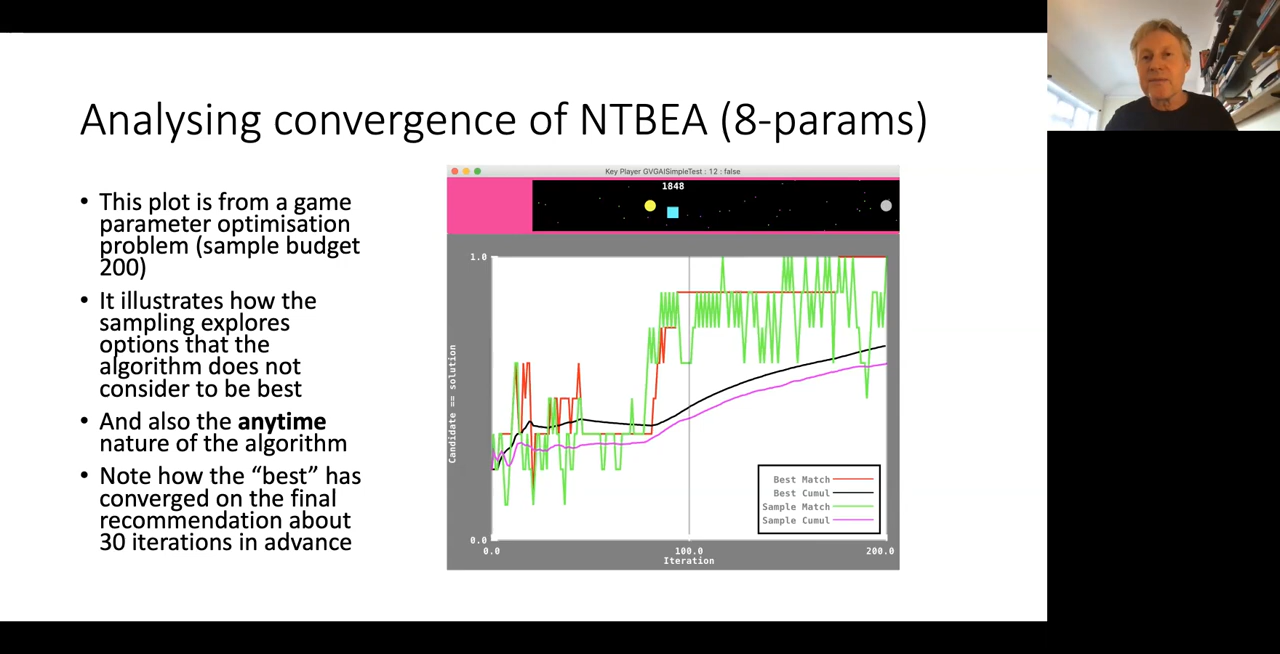 Analysing convergence of NTBEA (8-params)
• This plot is from a game
parameter optimisation
problem (sample budget
200)
• It illustrates how the
sampling explores
options that the
algorithm does not
consider to be best
• And also the anytime
nature of the algorithm
• Note how the “best” has
converged on the final
recommendation about
30 iterations in advance
Key Player GVGAISimpleTest : 12 : false
1848
1.0
Candidate == solution
Best Match
Best Cumul
Sample Match
Sample Cumul
0.0
0.0 100.0 200.0
Iteration